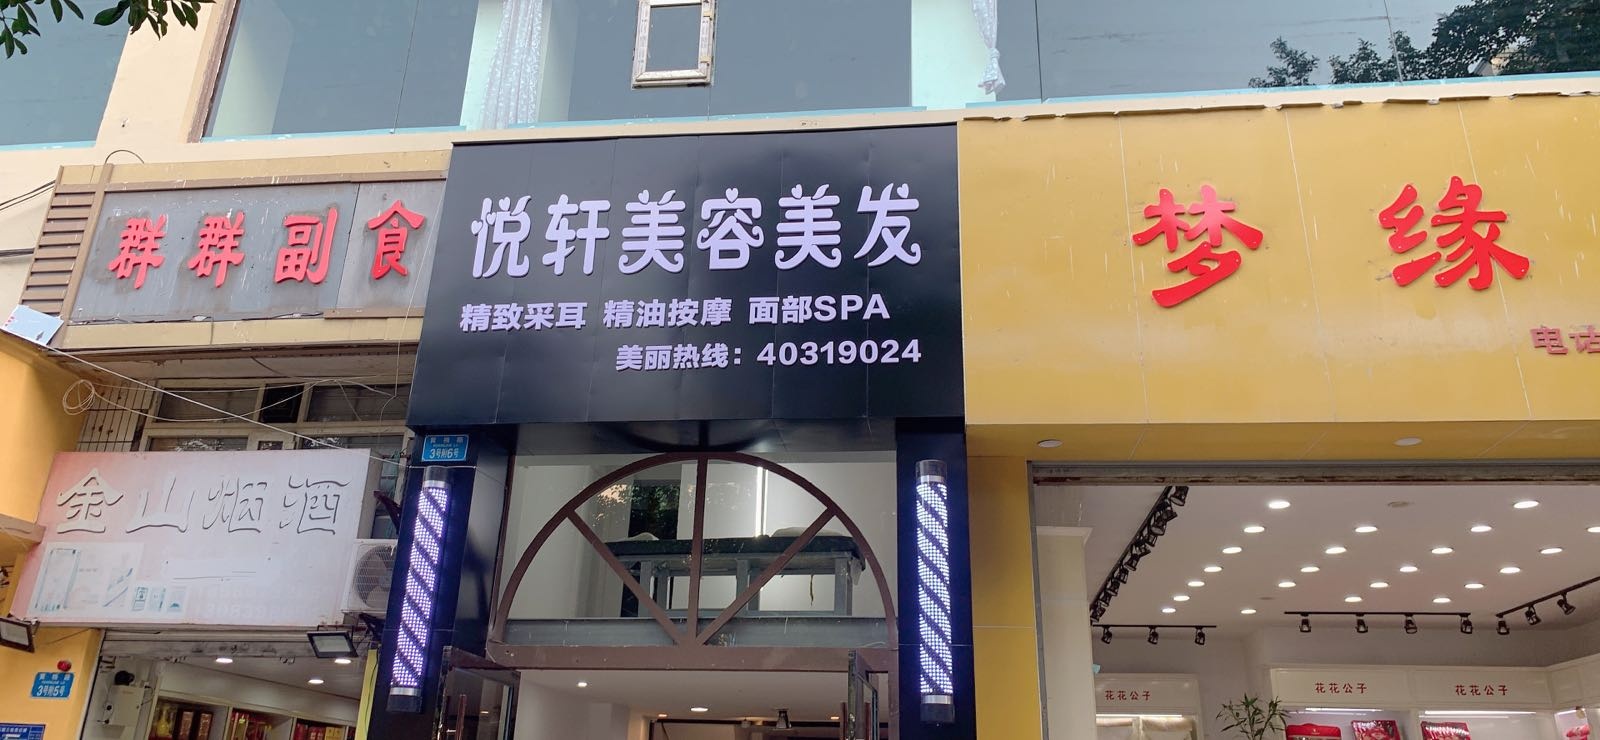 群群副食
悦轩美容美发
精致采耳 精油按摩 面部SPA
美丽热线：40319024
梦缘
电话
金山烟酒
3号附6号
3号附5号
花花公子
花花公子
花花公子